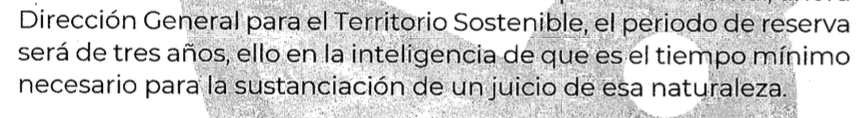 Dirección General para el Territorio Sostenible, el periodo de reserva
será de tres años, ello en la inteligencia de que es el tiempo mínimo
necesario para la sustanciación de un juicio de esa naturaleza.